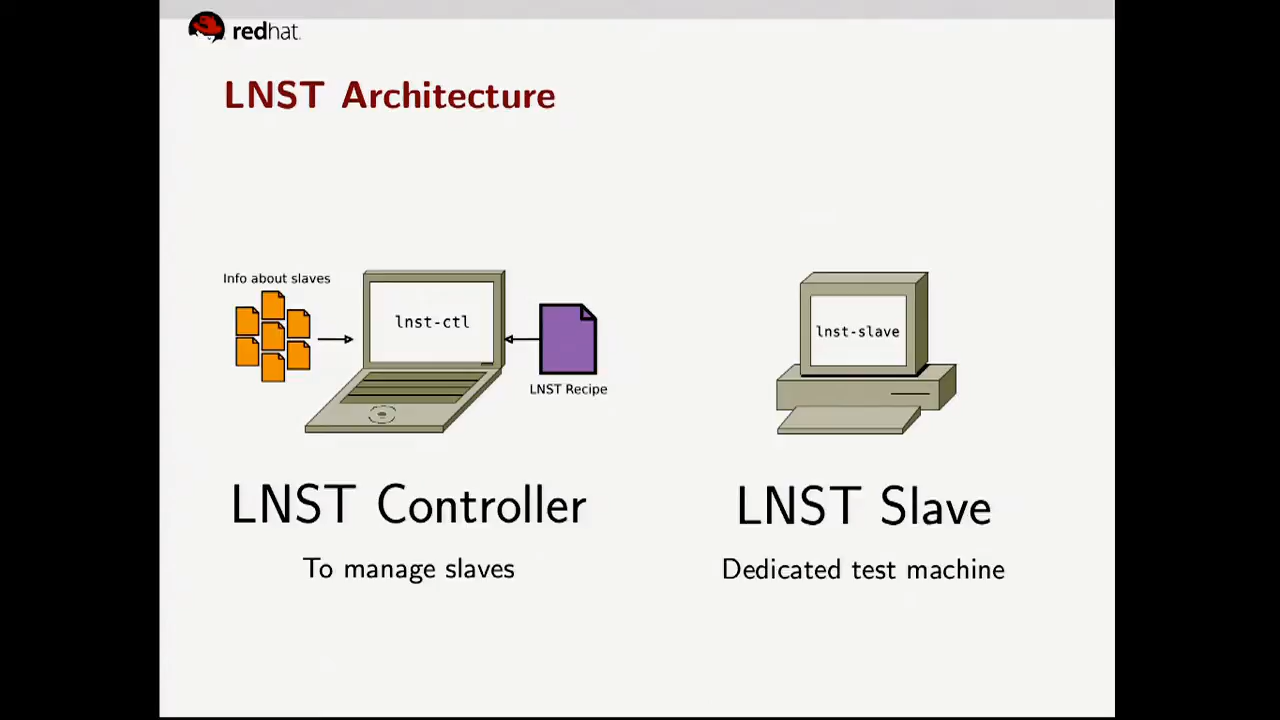 redhat.
LNST Architecture
Info about slaves
lnst-ctl
LNST Recipe
lnst-slave
LNST Controller
To manage slaves
LNST Slave
Dedicated test machine